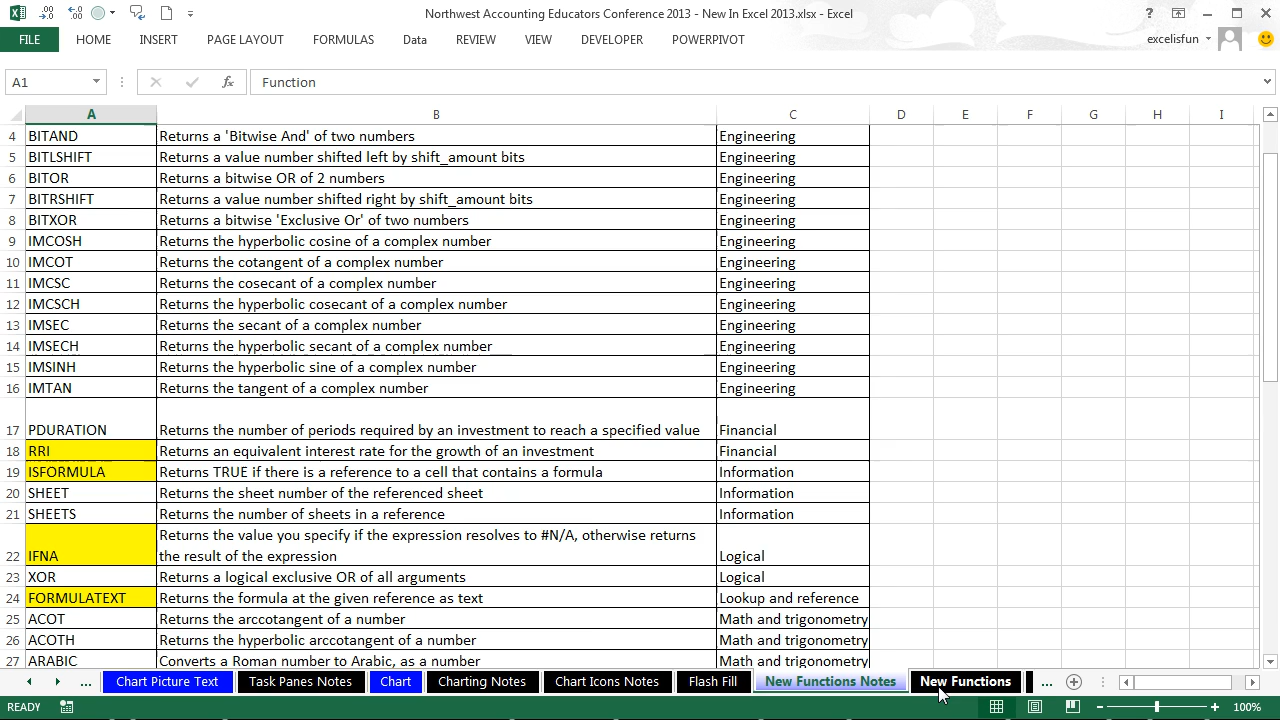 Northwest Accounting Educators Conference 2013 - New In Excel 2013.xlsx - Excel
FILE HOME INSERT PAGE LAYOUT FORMULAS Data REVIEW VIEW DEVELOPER POWERPIVOT excelisfun
A1 fx Function
A B C D E F G H I
4 BITAND Returns a 'Bitwise And' of two numbers Engineering
5 BITLSHIFT Returns a value number shifted left by shift_amount bits Engineering
6 BITOR Returns a bitwise OR of 2 numbers Engineering
7 BITRSHIFT Returns a value number shifted right by shift_amount bits Engineering
8 BITXOR Returns a bitwise 'Exclusive Or' of two numbers Engineering
9 IMCOSH Returns the hyperbolic cosine of a complex number Engineering
10 IMCOT Returns the cotangent of a complex number Engineering
11 IMCSC Returns the cosecant of a complex number Engineering
12 IMCSCH Returns the hyperbolic cosecant of a complex number Engineering
13 IMSEC Returns the secant of a complex number Engineering
14 IMSECH Returns the hyperbolic secant of a complex number Engineering
15 IMSINH Returns the hyperbolic sine of a complex number Engineering
16 IMTAN Returns the tangent of a complex number Engineering
17 PDURATION Returns the number of periods required by an investment to reach a specified value Financial
18 RRI Returns an equivalent interest rate for the growth of an investment Financial
19 ISFORMULA Returns TRUE if there is a reference to a cell that contains a formula Information
20 SHEET Returns the sheet number of the referenced sheet Information
21 SHEETS Returns the number of sheets in a reference Information
Returns the value you specify if the expression resolves to #N/A, otherwise returns
22 IFNA the result of the expression Logical
23 XOR Returns a logical exclusive OR of all arguments Logical
24 FORMULATEXT Returns the formula at the given reference as text Lookup and reference
25 ACOT Returns the arccotangent of a number Math and trigonometry
26 ACOTH Returns the hyperbolic arccotangent of a number Math and trigonometry
27 ARABIC Converts a Roman number to Arabic, as a number Math and trigonometry
... Chart Picture Text Task Panes Notes Chart Charting Notes Chart Icons Notes Flash Fill New Functions Notes New Functions ...
READY 100%